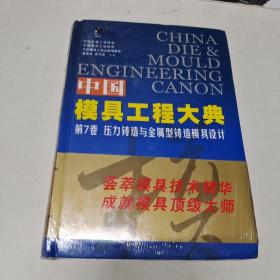 CHINA
DIE &
MOULD
ENGINEERING
CANON
中国
模具工程大典
第7卷 压力铸造与金属型铸造模具设计
荟萃模具技术精华
成就模具顶级大师